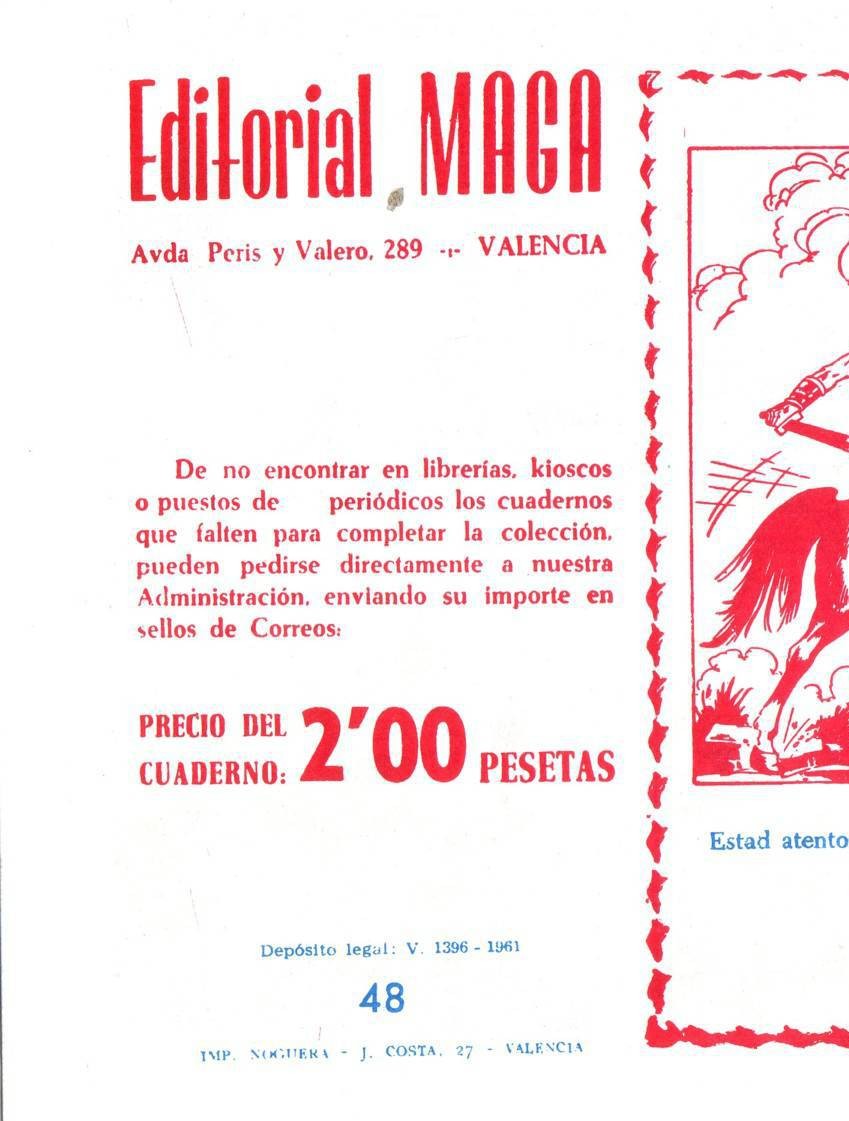 Editorial MAGA
Avda Peris y Valero, 289 -:- VALENCIA
De no encontrar en librerías, kioscos
o puestos de periódicos los cuadernos
que falten para completar la colección,
pueden pedirse directamente a nuestra
Administración, enviando su importe en
sellos de Correos:
PRECIO DEL
CUADERNO: 2'00 PESETAS
Depósito legal: V. 1396 - 1961
48
IMP. NOGUERA - J. COSTA, 27 - VALENCIA
Estad atento